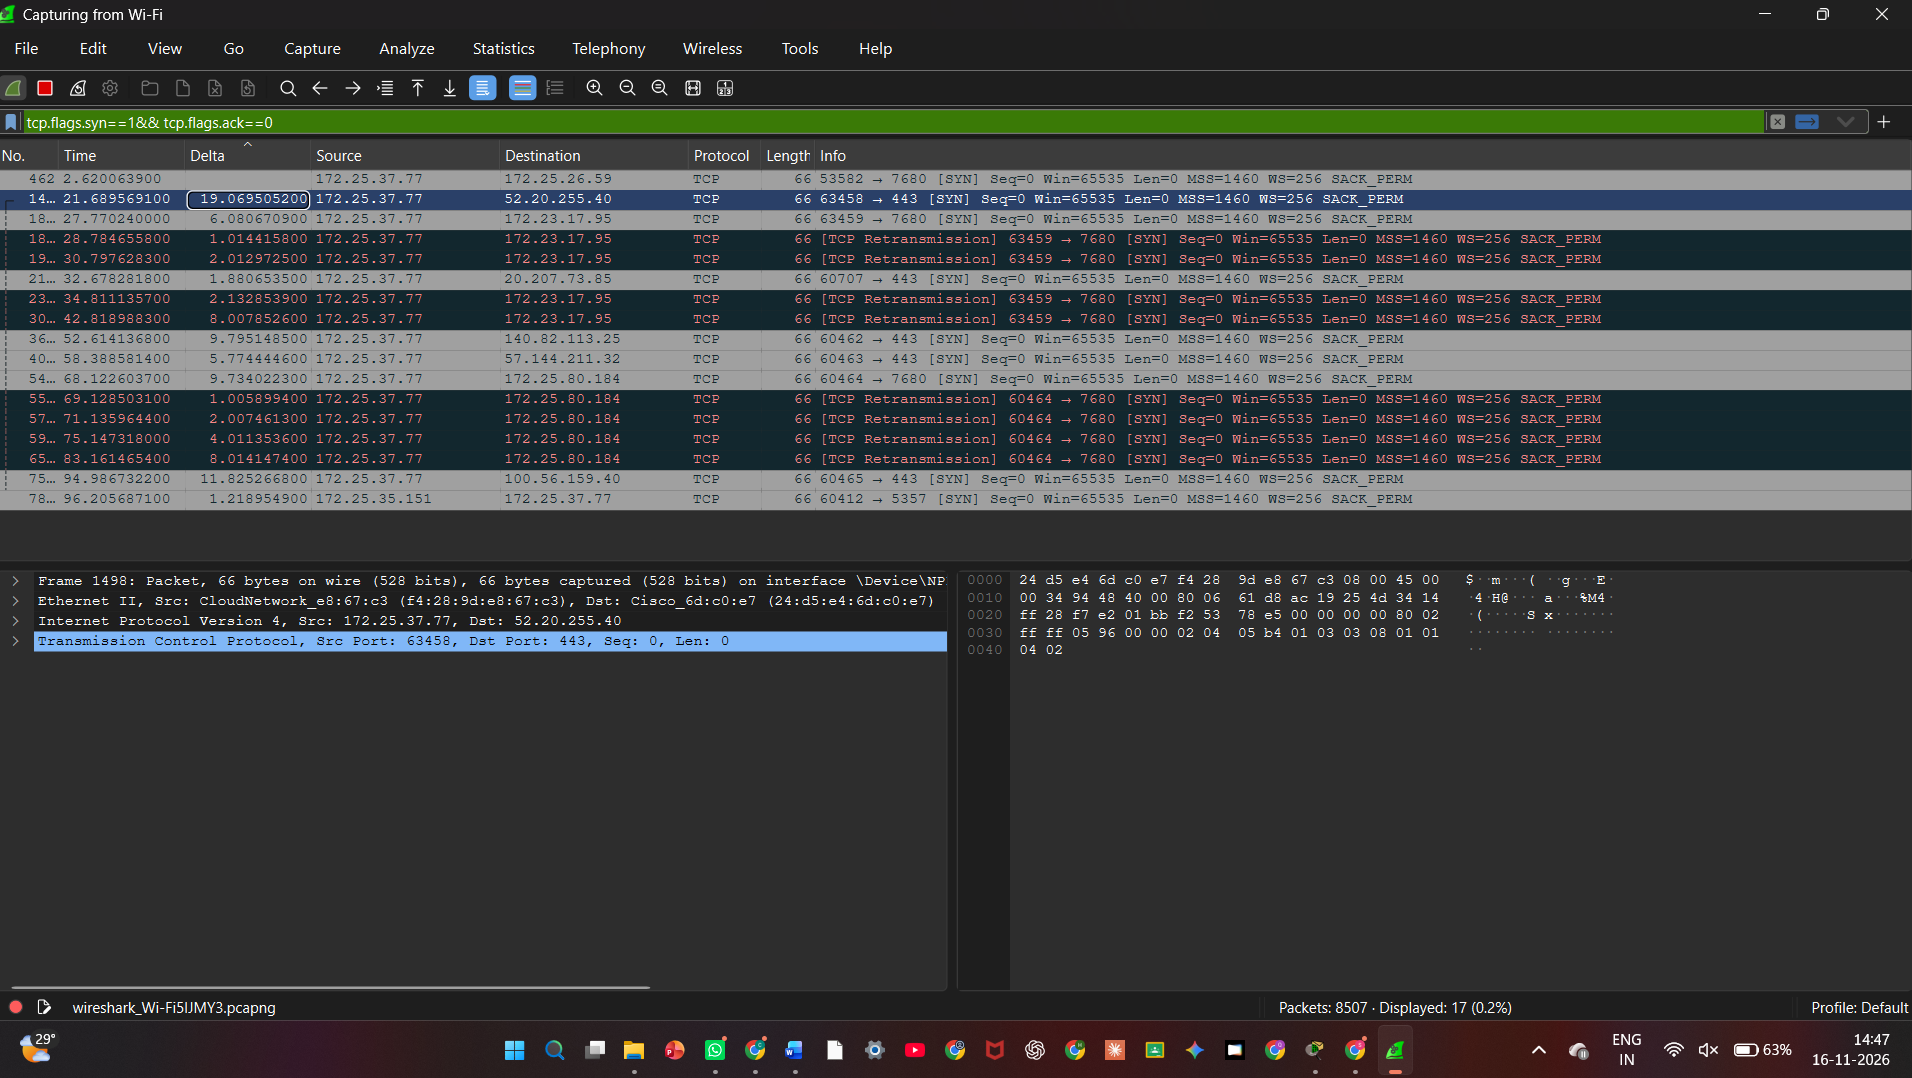 Capturing from Wi-Fi
File Edit View Go Capture Analyze Statistics Telephony Wireless Tools Help
tcp.flags.syn==1&& tcp.flags.ack==0
No. Time Delta Source Destination Protocol Length Info
462 2.620063900 172.25.37.77 172.25.26.59 TCP 66 53582 → 7680 [SYN] Seq=0 Win=65535 Len=0 MSS=1460 WS=256 SACK_PERM
14… 21.689569100 19.069505200 172.25.37.77 52.20.255.40 TCP 66 63458 → 443 [SYN] Seq=0 Win=65535 Len=0 MSS=1460 WS=256 SACK_PERM
18… 27.770240000 6.080670900 172.25.37.77 172.23.17.95 TCP 66 63459 → 7680 [SYN] Seq=0 Win=65535 Len=0 MSS=1460 WS=256 SACK_PERM
18… 28.784655800 1.014415800 172.25.37.77 172.23.17.95 TCP 66 [TCP Retransmission] 63459 → 7680 [SYN] Seq=0 Win=65535 Len=0 MSS=1460 WS=256 SACK_PERM
19… 30.797628300 2.012972500 172.25.37.77 172.23.17.95 TCP 66 [TCP Retransmission] 63459 → 7680 [SYN] Seq=0 Win=65535 Len=0 MSS=1460 WS=256 SACK_PERM
21… 32.678281800 1.880653500 172.25.37.77 20.207.73.85 TCP 66 60707 → 443 [SYN] Seq=0 Win=65535 Len=0 MSS=1460 WS=256 SACK_PERM
23… 34.811135700 2.132853900 172.25.37.77 172.23.17.95 TCP 66 [TCP Retransmission] 63459 → 7680 [SYN] Seq=0 Win=65535 Len=0 MSS=1460 WS=256 SACK_PERM
30… 42.818988300 8.007852600 172.25.37.77 172.23.17.95 TCP 66 [TCP Retransmission] 63459 → 7680 [SYN] Seq=0 Win=65535 Len=0 MSS=1460 WS=256 SACK_PERM
36… 52.614136800 9.795148500 172.25.37.77 140.82.113.25 TCP 66 60462 → 443 [SYN] Seq=0 Win=65535 Len=0 MSS=1460 WS=256 SACK_PERM
40… 58.388581400 5.774444600 172.25.37.77 57.144.211.32 TCP 66 60463 → 443 [SYN] Seq=0 Win=65535 Len=0 MSS=1460 WS=256 SACK_PERM
54… 68.122603700 9.734022300 172.25.37.77 172.25.80.184 TCP 66 60464 → 7680 [SYN] Seq=0 Win=65535 Len=0 MSS=1460 WS=256 SACK_PERM
55… 69.128503100 1.005899400 172.25.37.77 172.25.80.184 TCP 66 [TCP Retransmission] 60464 → 7680 [SYN] Seq=0 Win=65535 Len=0 MSS=1460 WS=256 SACK_PERM
57… 71.135964400 2.007461300 172.25.37.77 172.25.80.184 TCP 66 [TCP Retransmission] 60464 → 7680 [SYN] Seq=0 Win=65535 Len=0 MSS=1460 WS=256 SACK_PERM
59… 75.147318000 4.011353600 172.25.37.77 172.25.80.184 TCP 66 [TCP Retransmission] 60464 → 7680 [SYN] Seq=0 Win=65535 Len=0 MSS=1460 WS=256 SACK_PERM
65… 83.161465400 8.014147400 172.25.37.77 172.25.80.184 TCP 66 [TCP Retransmission] 60464 → 7680 [SYN] Seq=0 Win=65535 Len=0 MSS=1460 WS=256 SACK_PERM
75… 94.986732200 11.825266800 172.25.37.77 100.56.159.40 TCP 66 60465 → 443 [SYN] Seq=0 Win=65535 Len=0 MSS=1460 WS=256 SACK_PERM
78… 96.205687100 1.218954900 172.25.35.151 172.25.37.77 TCP 66 60412 → 5357 [SYN] Seq=0 Win=65535 Len=0 MSS=1460 WS=256 SACK_PERM
Frame 1498: Packet, 66 bytes on wire (528 bits), 66 bytes captured (528 bits) on interface \Device\NP
Ethernet II, Src: CloudNetwork_e8:67:c3 (f4:28:9d:e8:67:c3), Dst: Cisco_6d:c0:e7 (24:d5:e4:6d:c0:e7)
Internet Protocol Version 4, Src: 172.25.37.77, Dst: 52.20.255.40
Transmission Control Protocol, Src Port: 63458, Dst Port: 443, Seq: 0, Len: 0
0000 24 d5 e4 6d c0 e7 f4 28 9d e8 67 c3 08 00 45 00 $··m···( ··g···E·
0010 00 34 94 48 40 00 80 06 61 d8 ac 19 25 4d 34 14 ·4·H@··· a···%M4·
0020 ff 28 f7 e2 01 bb f2 53 78 e5 00 00 00 00 80 02 ·(·····S x·······
0030 ff ff 05 96 00 00 02 04 05 b4 01 03 03 08 01 01 ········ ········
0040 04 02 ··
wireshark_Wi-Fi5IJMY3.pcapng
Packets: 8507 · Displayed: 17 (0.2%)
Profile: Default
29°
ENG
IN
63%
14:47
16-11-2026